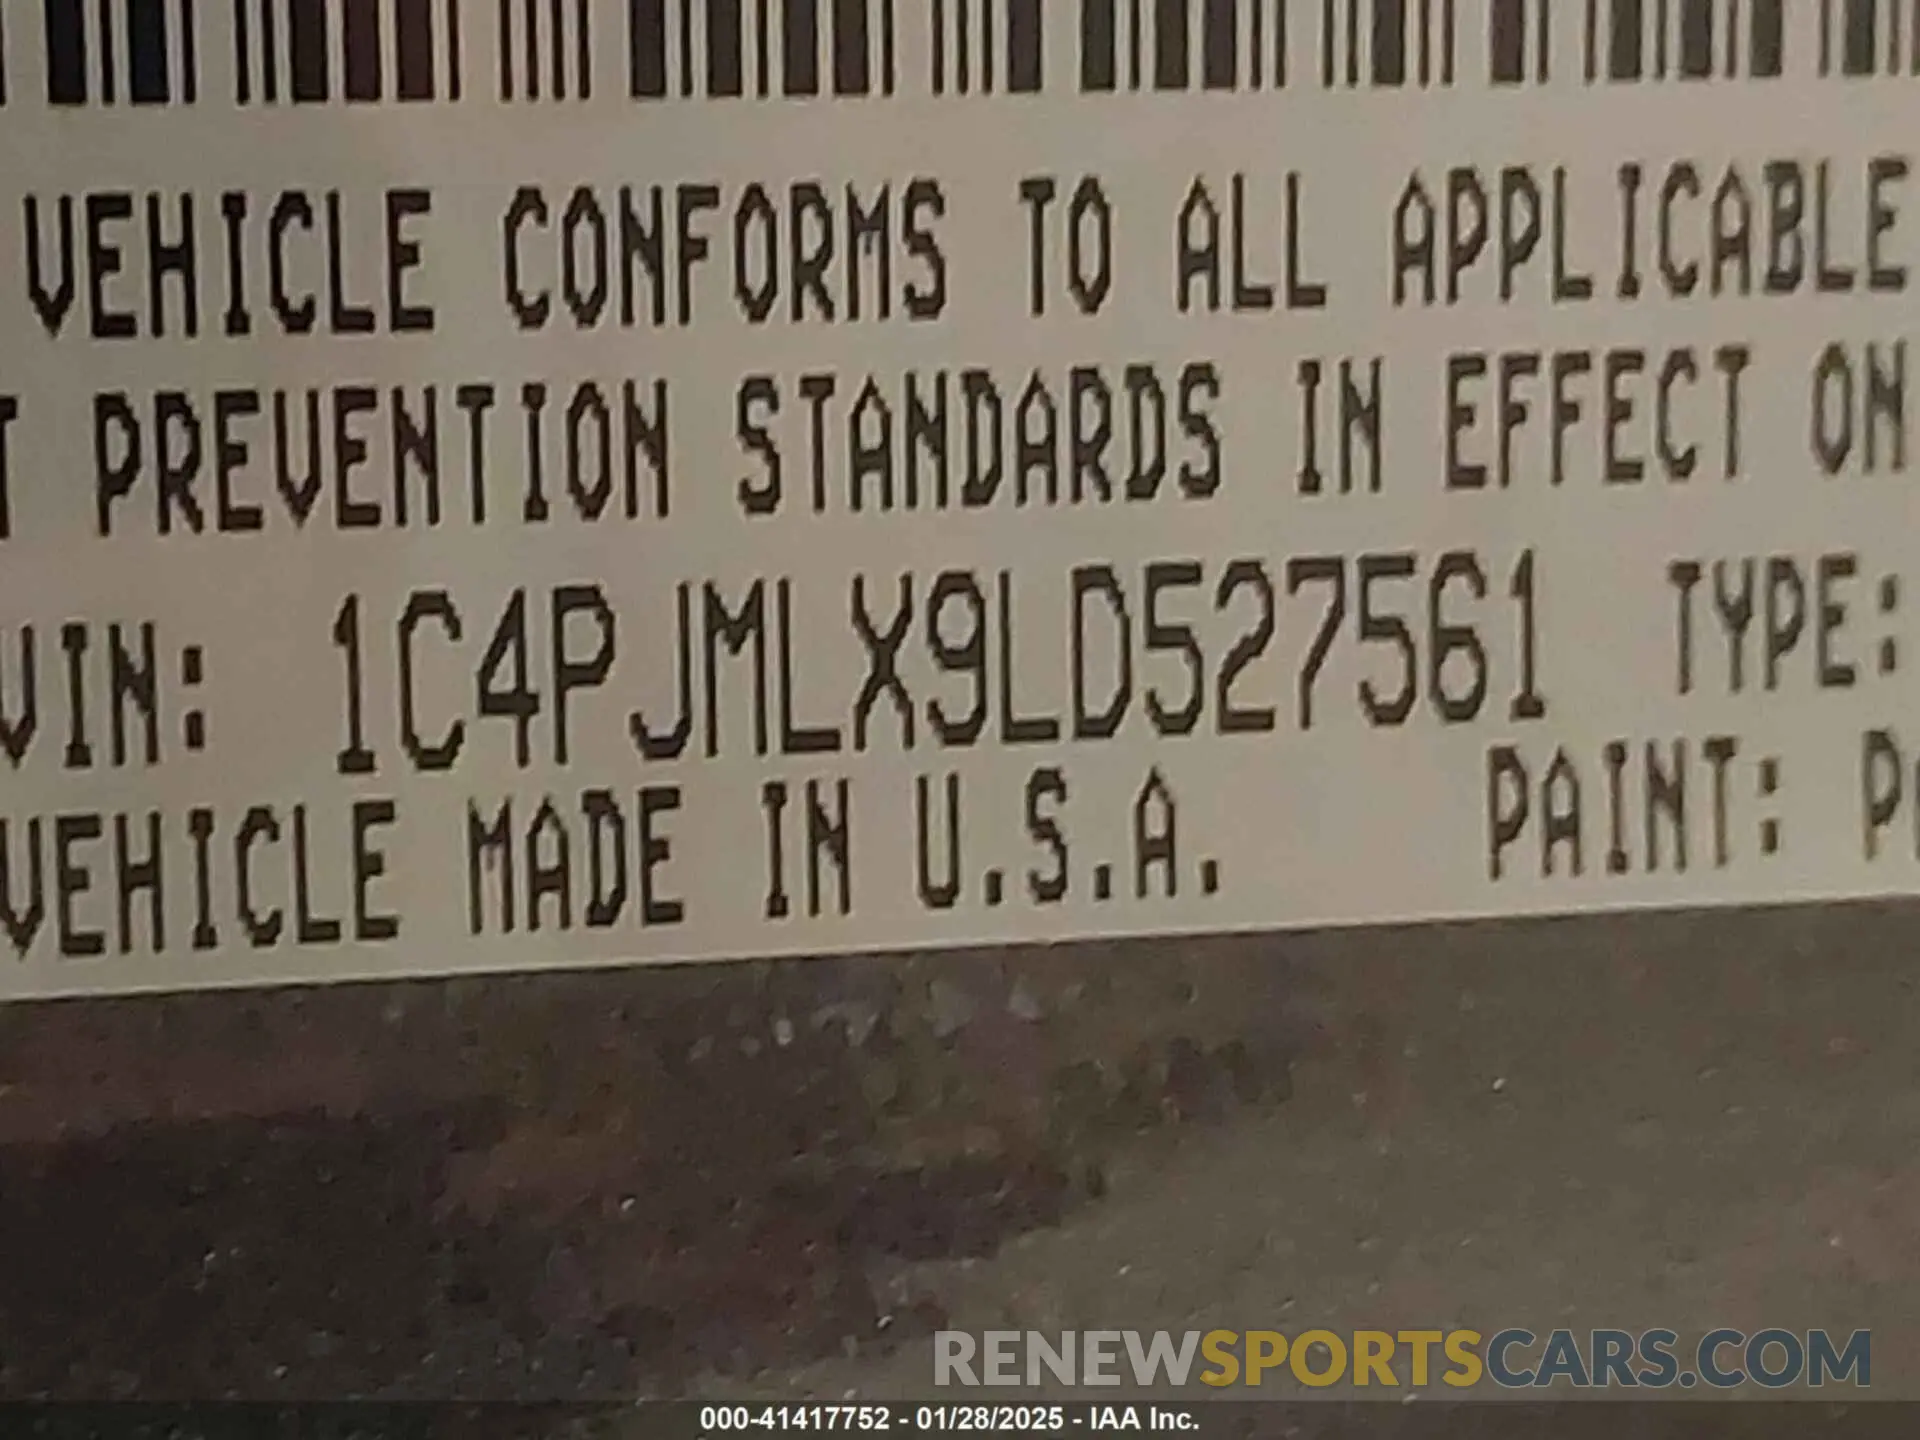 VEHICLE CONFORMS TO ALL APPLICABLE
T PREVENTION STANDARDS IN EFFECT ON
VIN: 1C4PJMLX9LD527561 TYPE:
VEHICLE MADE IN U.S.A. PAINT: P
RENEWSPORTSCARS.COM
000-41417752 - 01/28/2025 - IAA Inc.